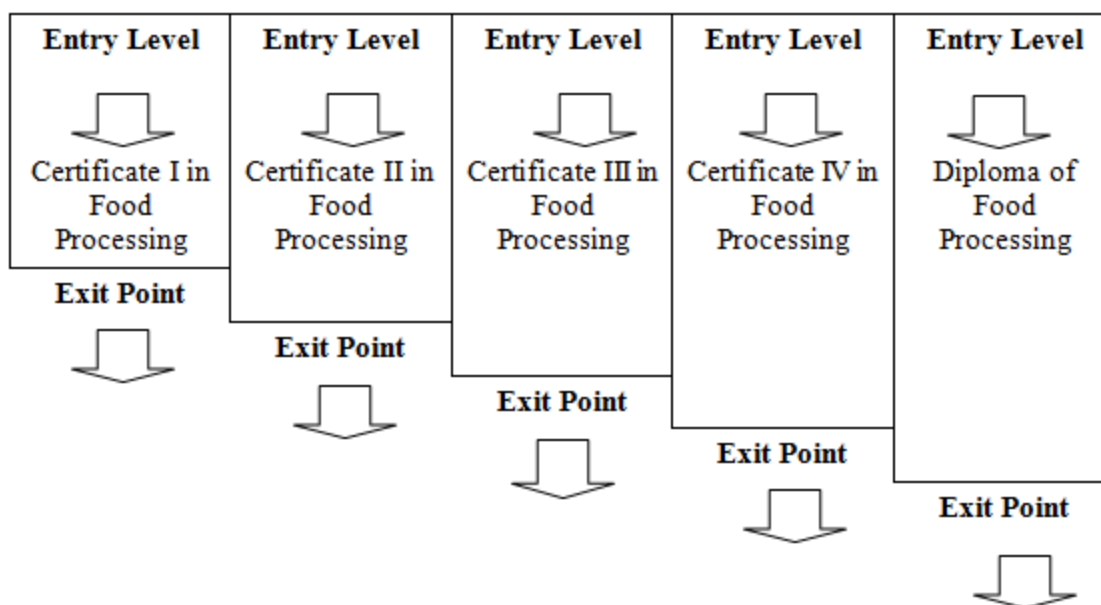 Entry Level
Certificate I in
Food
Processing
Exit Point
Entry Level
Certificate II in
Food
Processing
Exit Point
Entry Level
Certificate III in
Food
Processing
Exit Point
Entry Level
Certificate IV in
Food
Processing
Exit Point
Entry Level
Diploma of
Food
Processing
Exit Point